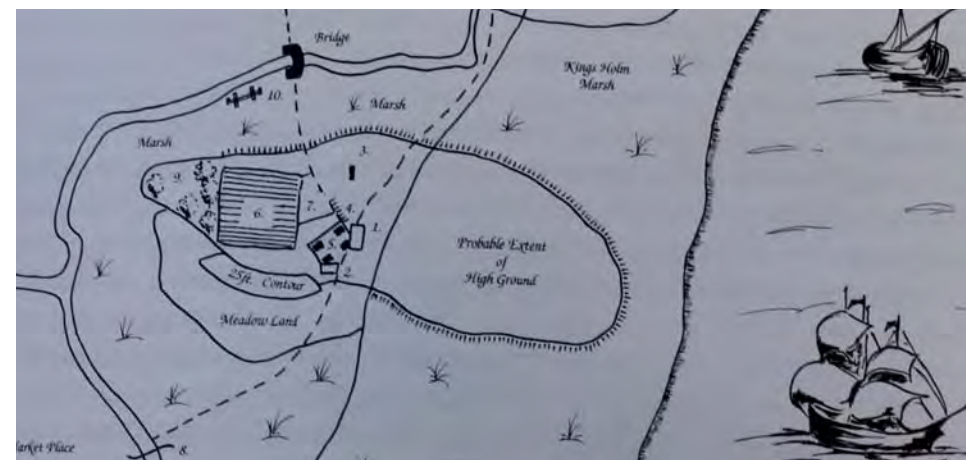 Bridge
Kings Holm
Marsh
10.
Marsh
Marsh
3.
9.
7.
4.
6.
1.
5.
Probable Extent
of
High Ground
2.
25ft. Contour
Meadow Land
arket Place
8.